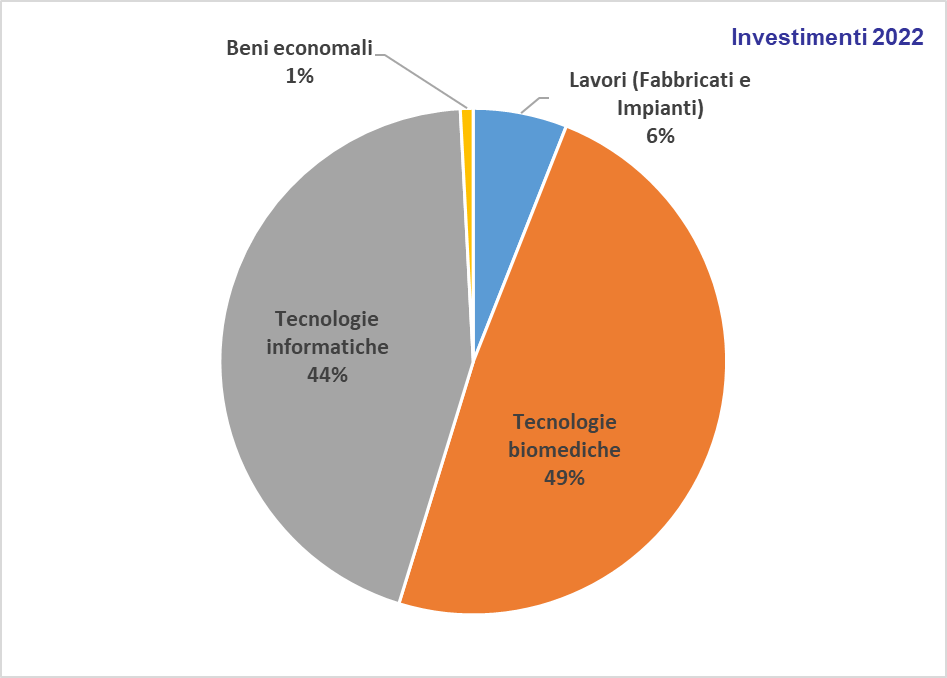 Investimenti 2022
Beni economali
1%
Lavori (Fabbricati e
Impianti)
6%
Tecnologie
informatiche
44%
Tecnologie
biomediche
49%